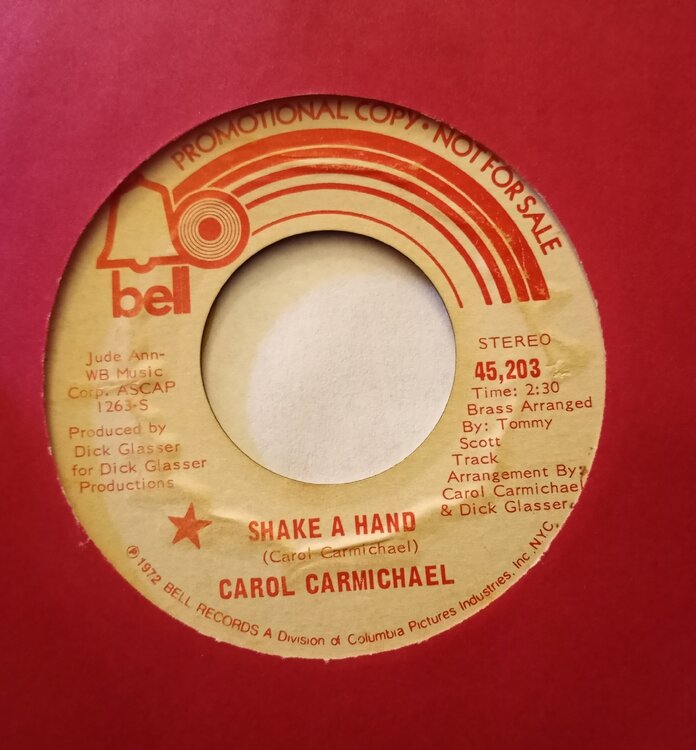 PROMOTIONAL COPY • NOT FOR SALE
bell
Jude Ann-
WB Music
Corp. ASCAP
1263-S
Produced by
Dick Glasser
for Dick Glasser
Productions
STEREO
45,203
Time: 2:30
Brass Arranged
By: Tommy
Scott
Track
Arrangement By:
Carol Carmichael
& Dick Glasser
SHAKE A HAND
(Carol Carmichael)
CAROL CARMICHAEL
℗ 1972 BELL RECORDS A Division of Columbia Pictures Industries, Inc. N.Y.C.